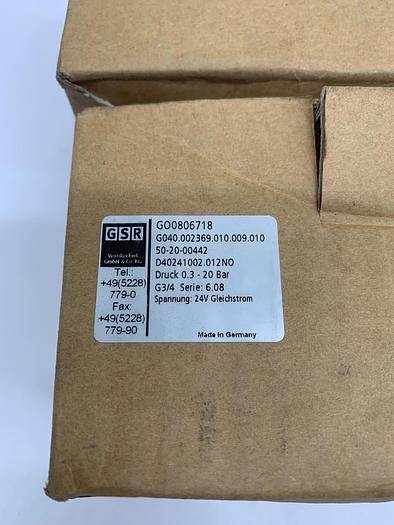 GSR
Ventiltechnik
GmbH & Co. KG
Tel.:
+49(5228)
779-0
Fax:
+49(5228)
779-90
GO0806718
G040.002369.010.009.010
50-20-00442
D40241002.012NO
Druck 0.3 - 20 Bar
G3/4 Serie: 6.08
Spannung: 24V Gleichstrom
Made in Germany